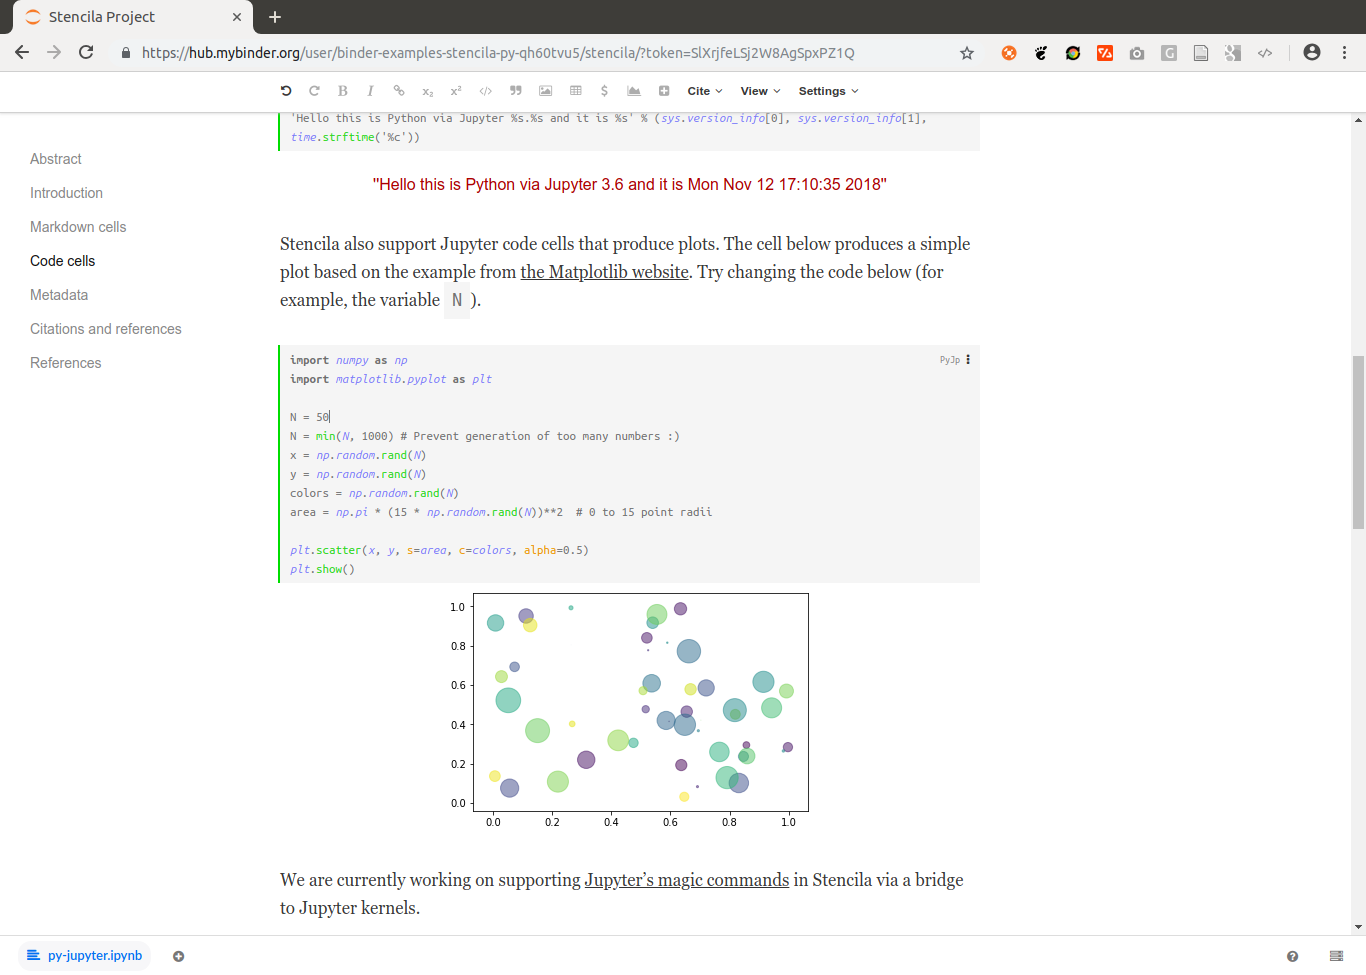 Stencila Project
https://hub.mybinder.org/user/binder-examples-stencila-py-qh60tvu5/stencila/?token=SlXrjfeLSj2W8AgSpxPZ1Q
Cite View Settings
Abstract
Introduction
Markdown cells
Code cells
Metadata
Citations and references
References
'Hello this is Python via Jupyter %s.%s and it is %s' % (sys.version_info[0], sys.version_info[1],
time.strftime('%c'))
"Hello this is Python via Jupyter 3.6 and it is Mon Nov 12 17:10:35 2018"
Stencila also support Jupyter code cells that produce plots. The cell below produces a simple
plot based on the example from the Matplotlib website. Try changing the code below (for
example, the variable N ).
PyJp
import numpy as np
import matplotlib.pyplot as plt
N = 50
N = min(N, 1000) # Prevent generation of too many numbers :)
x = np.random.rand(N)
y = np.random.rand(N)
colors = np.random.rand(N)
area = np.pi * (15 * np.random.rand(N))**2 # 0 to 15 point radii
plt.scatter(x, y, s=area, c=colors, alpha=0.5)
plt.show()
1.0
0.8
0.6
0.4
0.2
0.0
0.0 0.2 0.4 0.6 0.8 1.0
We are currently working on supporting Jupyter's magic commands in Stencila via a bridge
to Jupyter kernels.
py-jupyter.ipynb